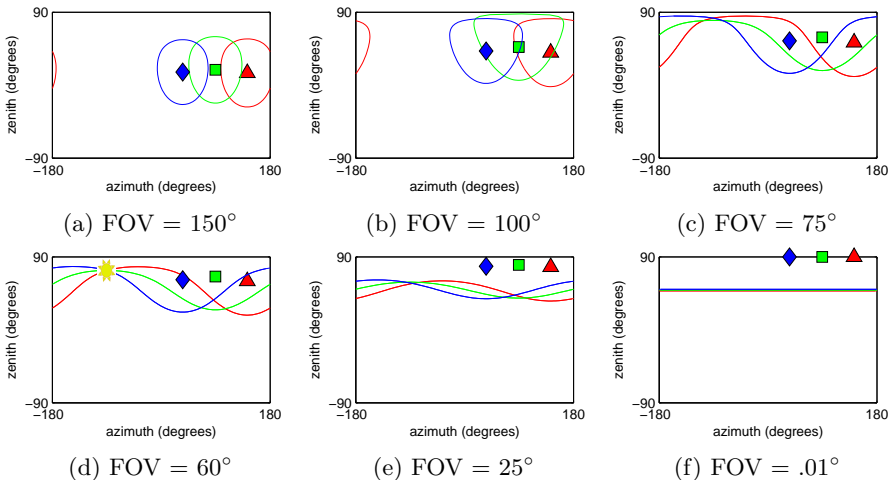 90
−90
−180
180
zenith (degrees)
azimuth (degrees)
(a) FOV = 150°
90
−90
−180
180
zenith (degrees)
azimuth (degrees)
(b) FOV = 100°
90
−90
−180
180
zenith (degrees)
azimuth (degrees)
(c) FOV = 75°
90
−90
−180
180
zenith (degrees)
azimuth (degrees)
(d) FOV = 60°
90
−90
−180
180
zenith (degrees)
azimuth (degrees)
(e) FOV = 25°
90
−90
−180
180
zenith (degrees)
azimuth (degrees)
(f) FOV = .01°